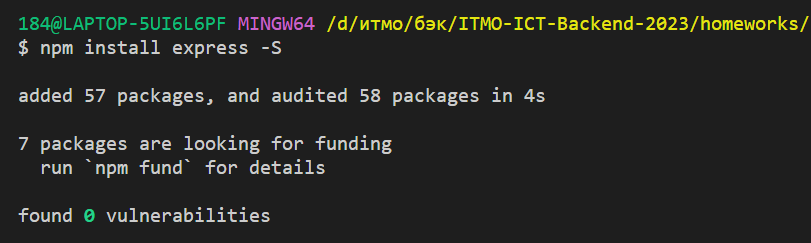 184@LAPTOP-5UI6L6PF MINGW64 /d/итмо/бэк/ITMO-ICT-Backend-2023/homeworks/
$ npm install express -S
added 57 packages, and audited 58 packages in 4s
7 packages are looking for funding
  run `npm fund` for details
found 0 vulnerabilities